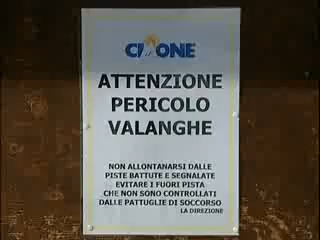 CIMONE
ATTENZIONE
PERICOLO
VALANGHE
NON ALLONTANARSI DALLE
PISTE BATTUTE E SEGNALATE
EVITARE I FUORI PISTA
CHE NON SONO CONTROLLATI
DALLE PATTUGLIE DI SOCCORSO
LA DIREZIONE